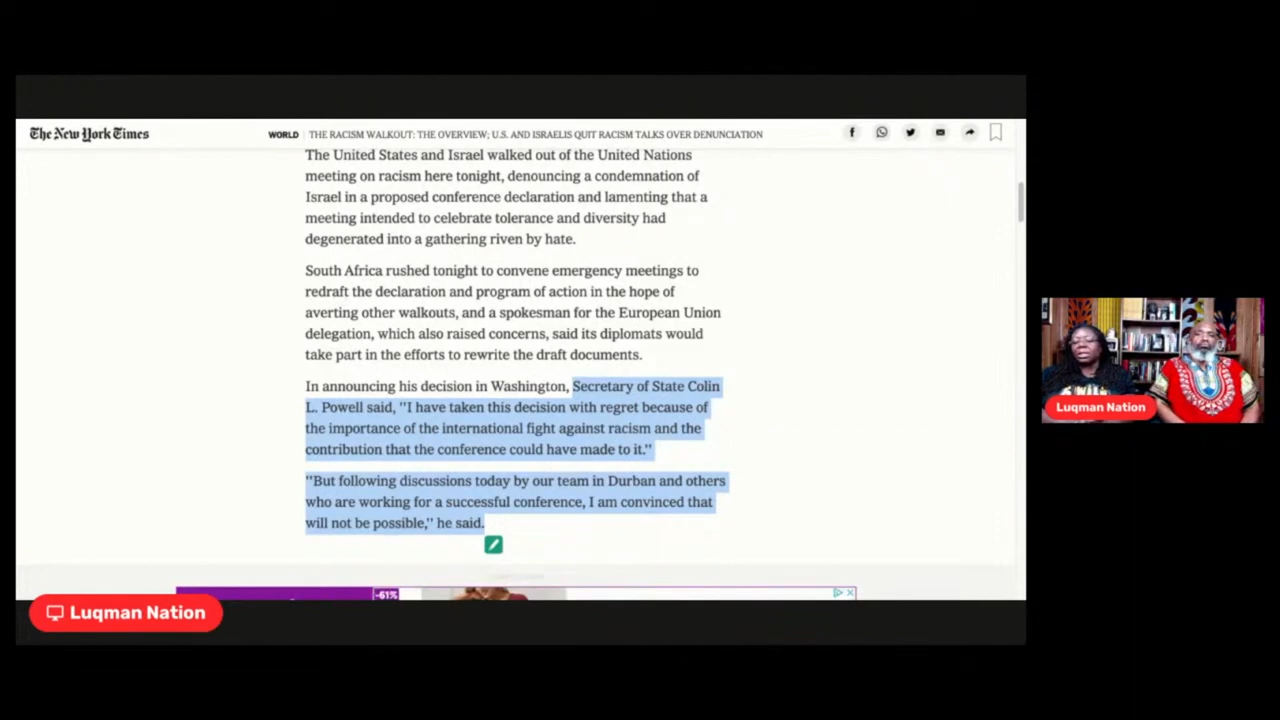 The New York Times
WORLD | THE RACISM WALKOUT: THE OVERVIEW; U.S. AND ISRAELIS QUIT RACISM TALKS OVER DENUNCIATION
The United States and Israel walked out of the United Nations
meeting on racism here tonight, denouncing a condemnation of
Israel in a proposed conference declaration and lamenting that a
meeting intended to celebrate tolerance and diversity had
degenerated into a gathering riven by hate.
South Africa rushed tonight to convene emergency meetings to
redraft the declaration and program of action in the hope of
averting other walkouts, and a spokesman for the European Union
delegation, which also raised concerns, said its diplomats would
take part in the efforts to rewrite the draft documents.
In announcing his decision in Washington, Secretary of State Colin
L. Powell said, ''I have taken this decision with regret because of
the importance of the international fight against racism and the
contribution that the conference could have made to it.''
''But following discussions today by our team in Durban and others
who are working for a successful conference, I am convinced that
will not be possible,'' he said.
-61%
Luqman Nation
Luqman Nation